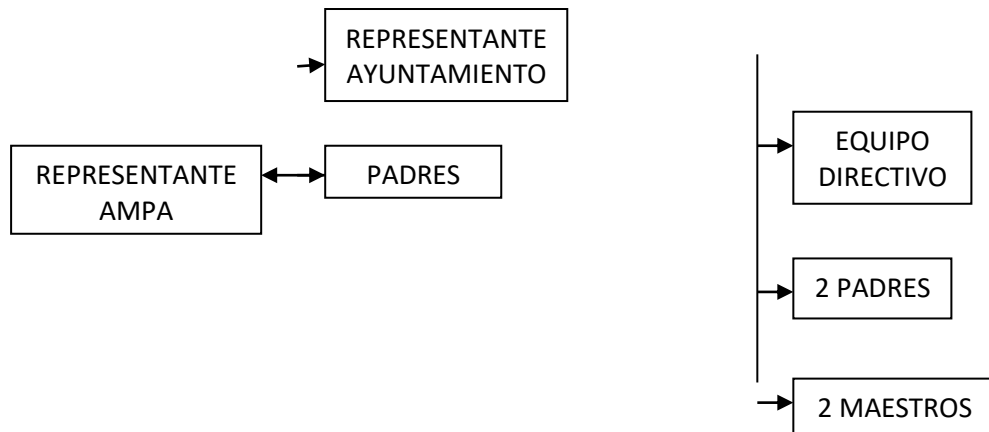 REPRESENTANTE
AYUNTAMIENTO
REPRESENTANTE
AMPA
PADRES
EQUIPO
DIRECTIVO
2 PADRES
2 MAESTROS